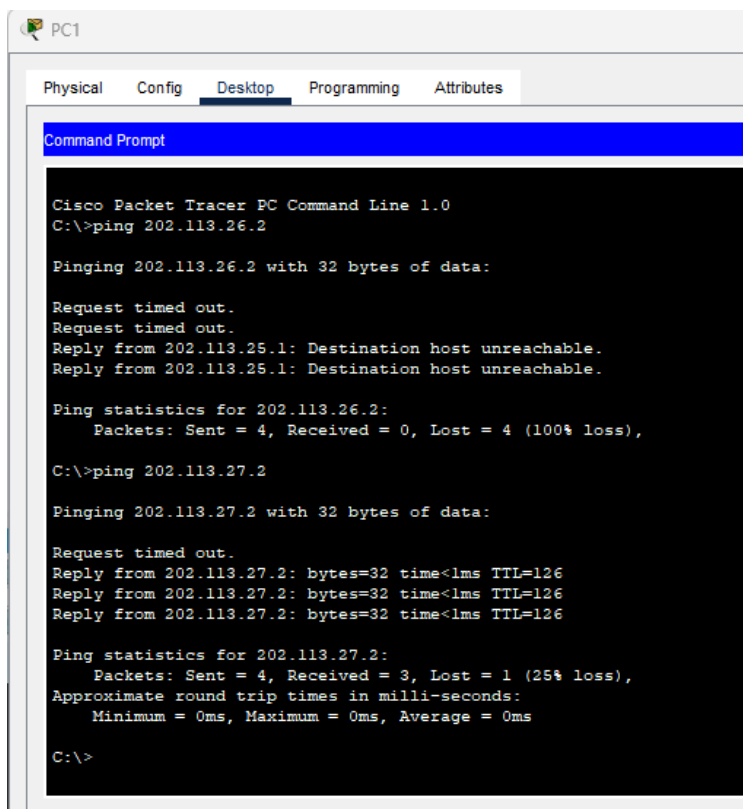 PC1
Physical Config Desktop Programming Attributes
Command Prompt
Cisco Packet Tracer PC Command Line 1.0
C:\>ping 202.113.26.2
Pinging 202.113.26.2 with 32 bytes of data:
Request timed out.
Request timed out.
Reply from 202.113.25.1: Destination host unreachable.
Reply from 202.113.25.1: Destination host unreachable.
Ping statistics for 202.113.26.2:
Packets: Sent = 4, Received = 0, Lost = 4 (100% loss),
C:\>ping 202.113.27.2
Pinging 202.113.27.2 with 32 bytes of data:
Request timed out.
Reply from 202.113.27.2: bytes=32 time<1ms TTL=126
Reply from 202.113.27.2: bytes=32 time<1ms TTL=126
Reply from 202.113.27.2: bytes=32 time<1ms TTL=126
Ping statistics for 202.113.27.2:
Packets: Sent = 4, Received = 3, Lost = 1 (25% loss),
Approximate round trip times in milli-seconds:
Minimum = 0ms, Maximum = 0ms, Average = 0ms
C:\>